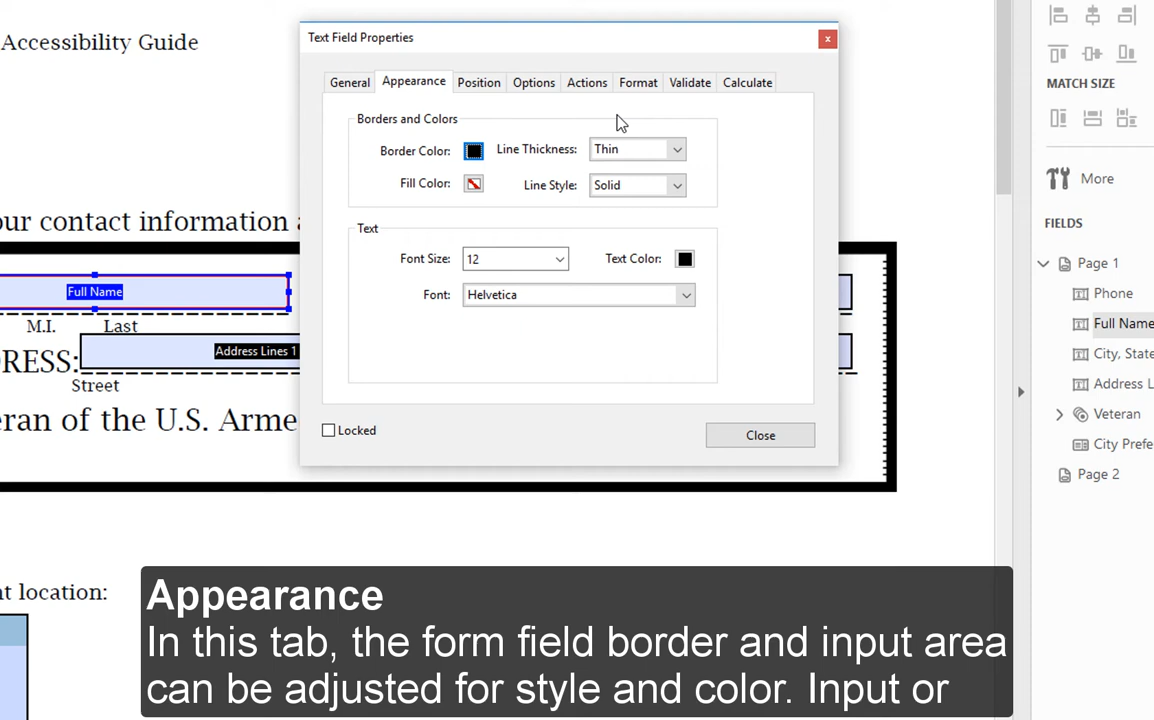 Accessibility Guide
Text Field Properties
x
General Appearance Position Options Actions Format Validate Calculate
Borders and Colors
Border Color: Line Thickness: Thin
Fill Color: Line Style: Solid
Text
Font Size: 12 Text Color:
Font: Helvetica
Locked
Close
our contact information a
Full Name
M.I. Last
RESS: Address Lines 1
Street
eran of the U.S. Arme
nt location:
MATCH SIZE
More
FIELDS
Page 1
Phone
Full Name
City, State
Address L
Veteran
City Prefe
Page 2
Appearance
In this tab, the form field border and input area
can be adjusted for style and color. Input or